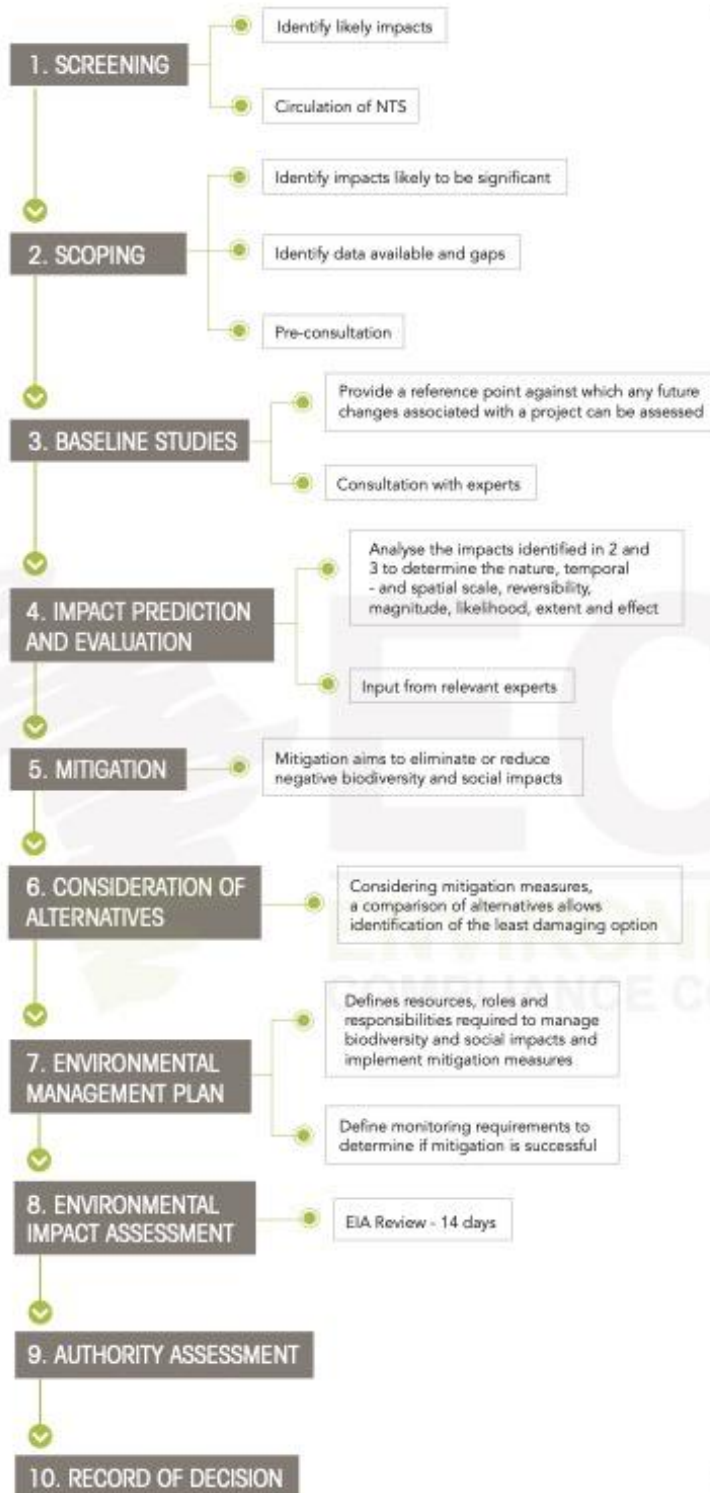 1. SCREENING
Identify likely impacts
Circulation of NTS
2. SCOPING
Identify impacts likely to be significant
Identify data available and gaps
Pre-consultation
3. BASELINE STUDIES
Provide a reference point against which any future
changes associated with a project can be assessed
Consultation with experts
4. IMPACT PREDICTION
AND EVALUATION
Analyse the impacts identified in 2 and
3 to determine the nature, temporal
- and spatial scale, reversibility,
magnitude, likelihood, extent and effect
Input from relevant experts
5. MITIGATION
Mitigation aims to eliminate or reduce
negative biodiversity and social impacts
6. CONSIDERATION OF
ALTERNATIVES
Considering mitigation measures,
a comparison of alternatives allows
identification of the least damaging option
7. ENVIRONMENTAL
MANAGEMENT PLAN
Defines resources, roles and
responsibilities required to manage
biodiversity and social impacts and
implement mitigation measures
Define monitoring requirements to
determine if mitigation is successful
8. ENVIRONMENTAL
IMPACT ASSESSMENT
EIA Review - 14 days
9. AUTHORITY ASSESSMENT
10. RECORD OF DECISION